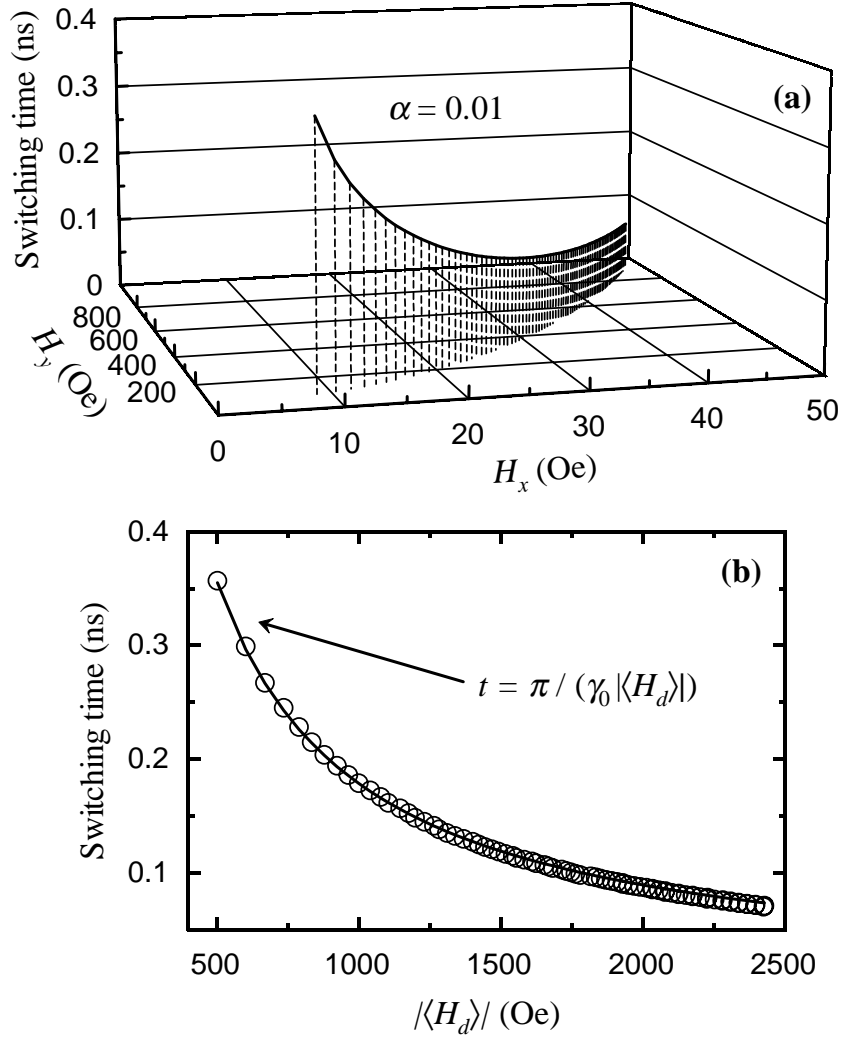 0.4
0.3
0.2
0.1
0
Switching time (ns)
(a)
α = 0.01
800
600
400
200
H_y (Oe)
0
10
20
30
40
50
H_x (Oe)
0.4
0.3
0.2
0.1
Switching time (ns)
(b)
t = π / (γ₀ |⟨H_d⟩|)
500
1000
1500
2000
2500
|⟨H_d⟩| (Oe)